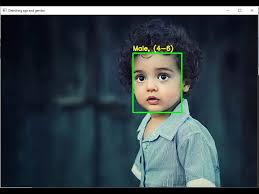 Detecting age and gender
Male, (4-6)